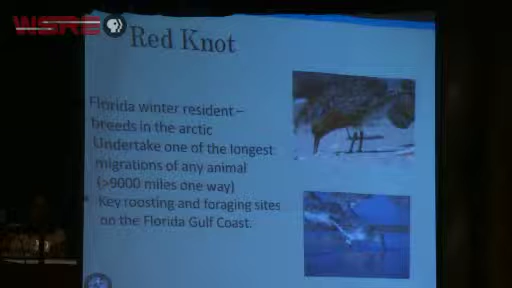 WSRE PBS
Red Knot
Florida winter resident –
breeds in the arctic
Undertake one of the longest
migrations of any animal
(>9000 miles one way)
Key roosting and foraging sites
on the Florida Gulf Coast.